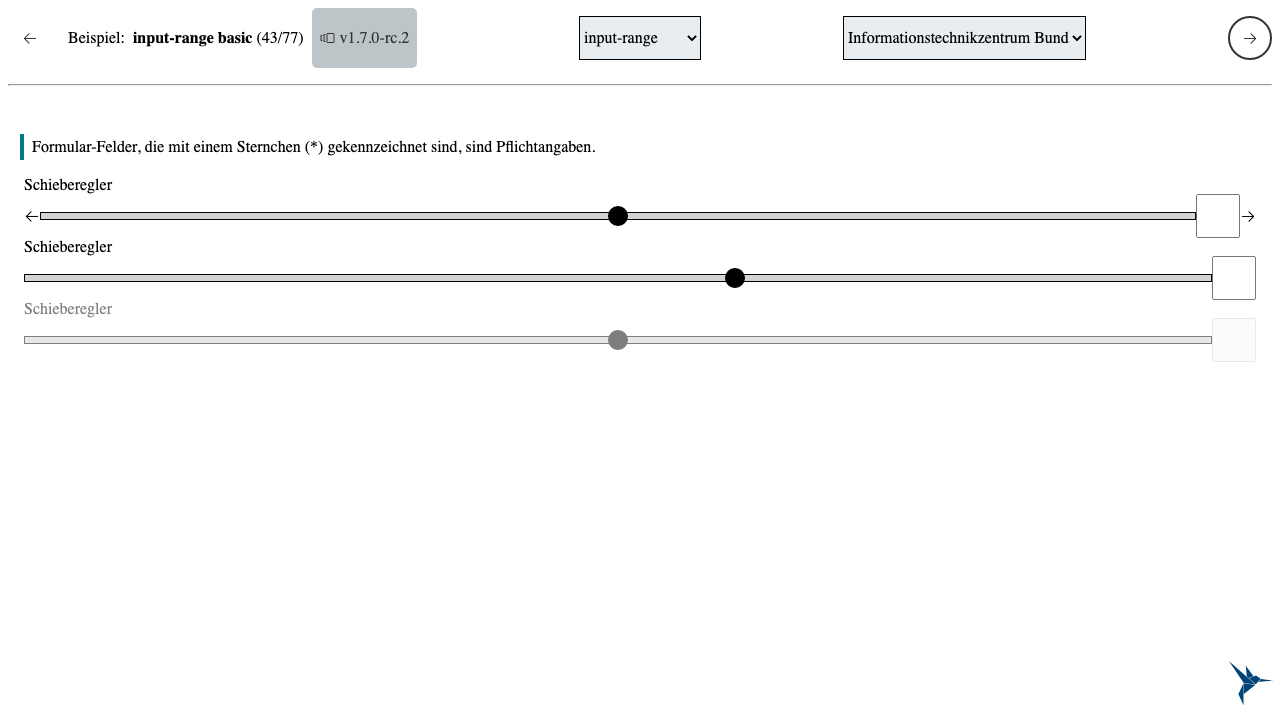 Beispiel: input-range basic (43/77) v1.7.0-rc.2 input-range Informationstechnikzentrum Bund
Formular-Felder, die mit einem Sternchen (*) gekennzeichnet sind, sind Pflichtangaben.
Schieberegler
Schieberegler
Schieberegler